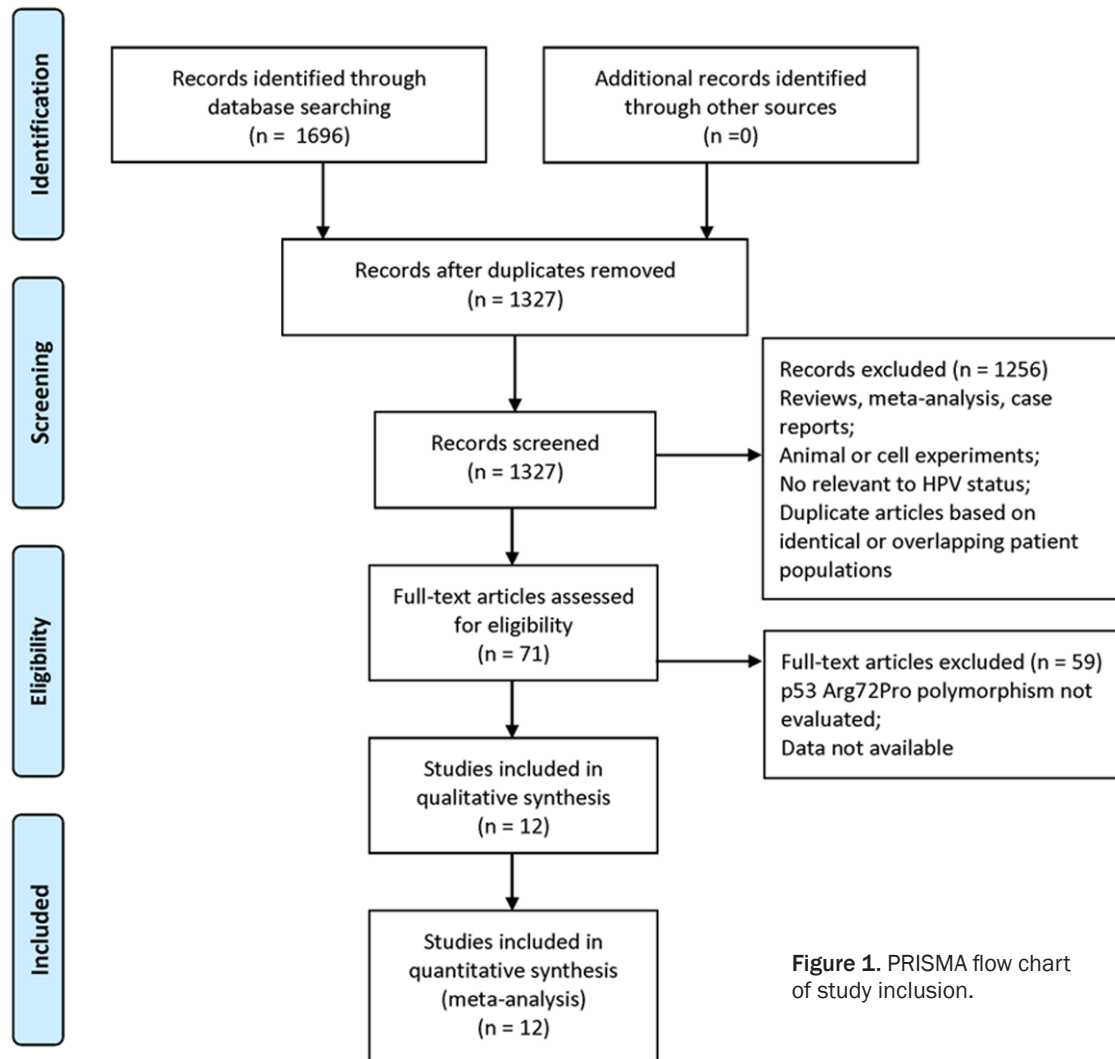 Identification
Records identified through
database searching
(n = 1696)
Additional records identified
through other sources
(n =0)
Records after duplicates removed
(n = 1327)
Screening
Records screened
(n = 1327)
Records excluded (n = 1256)
Reviews, meta-analysis, case
reports;
Animal or cell experiments;
No relevant to HPV status;
Duplicate articles based on
identical or overlapping patient
populations
Eligibility
Full-text articles assessed
for eligibility
(n = 71)
Full-text articles excluded (n = 59)
p53 Arg72Pro polymorphism not
evaluated;
Data not available
Studies included in
qualitative synthesis
(n = 12)
Included
Studies included in
quantitative synthesis
(meta-analysis)
(n = 12)
Figure 1. PRISMA flow chart
of study inclusion.